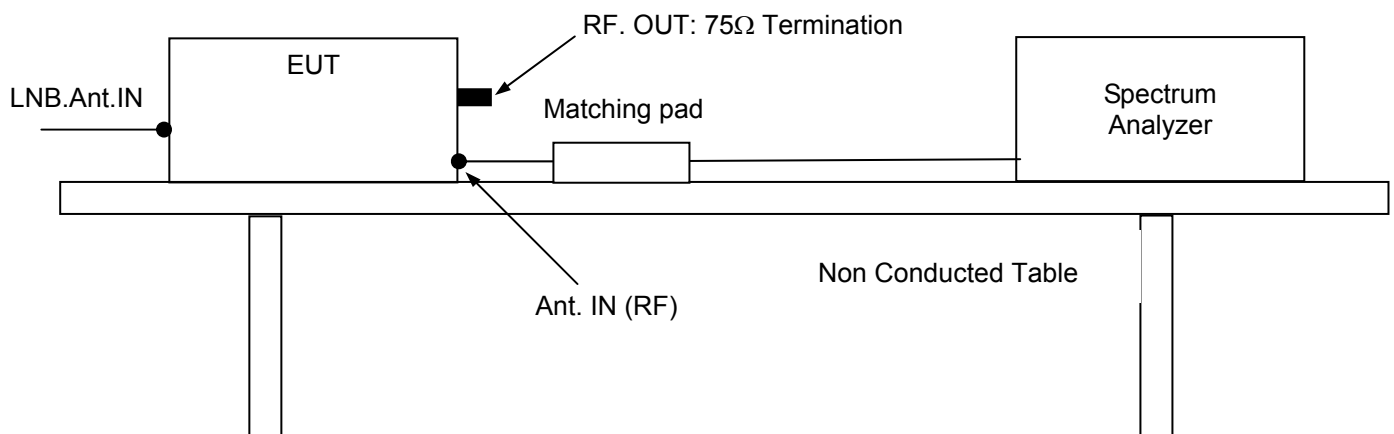 RF. OUT: 75Ω Termination
EUT
LNB.Ant.IN
Matching pad
Spectrum
Analyzer
Non Conducted Table
Ant. IN (RF)